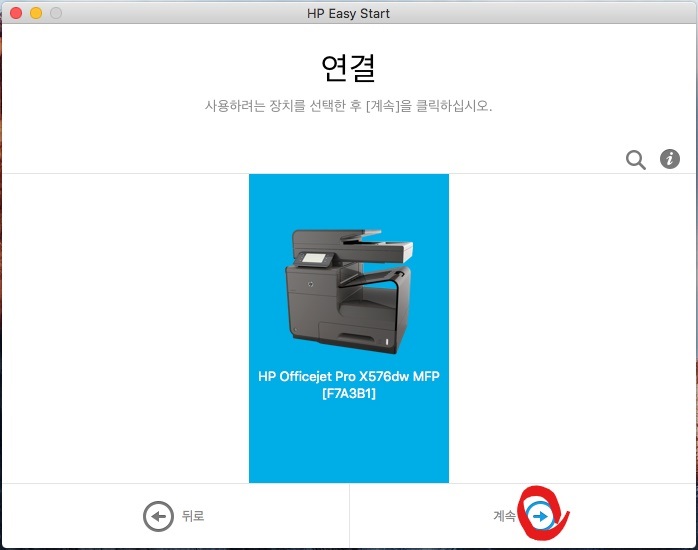 HP Easy Start
연결
사용하려는 장치를 선택한 후 [계속]을 클릭하십시오.
HP Officejet Pro X576dw MFP
[F7A3B1]
뒤로
계속